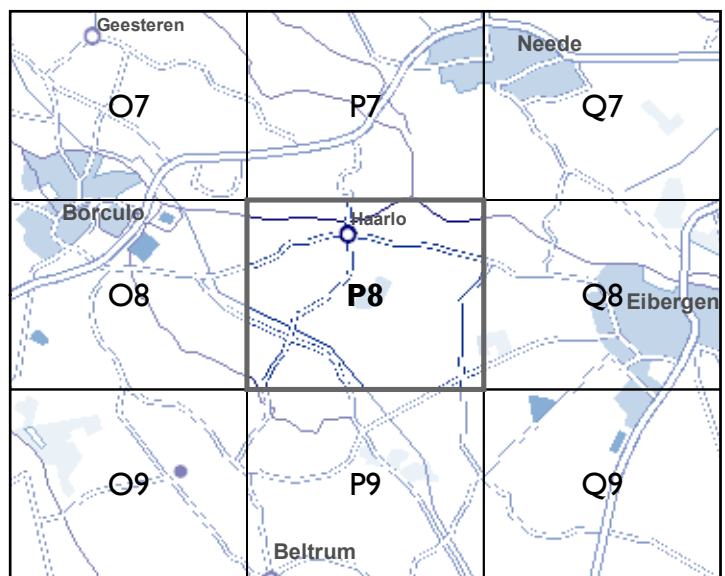 Geesteren
Neede
O7
P7
Q7
Borculo
Haarlo
O8
P8
Q8
Eibergen
O9
P9
Q9
Beltrum